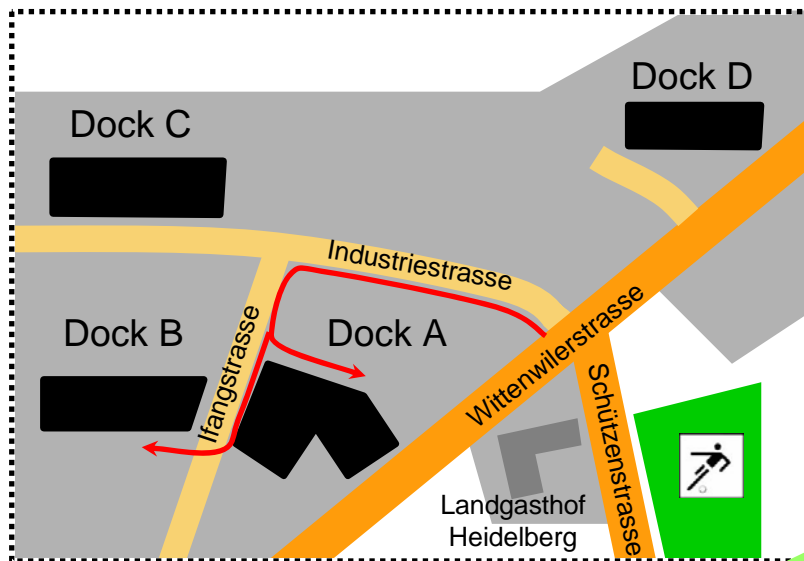 Dock D
Dock C
Industriestrasse
Dock B
Dock A
Ifangstrasse
Wittenwilerstrasse
Schützenstrasse
Landgasthof
Heidelberg